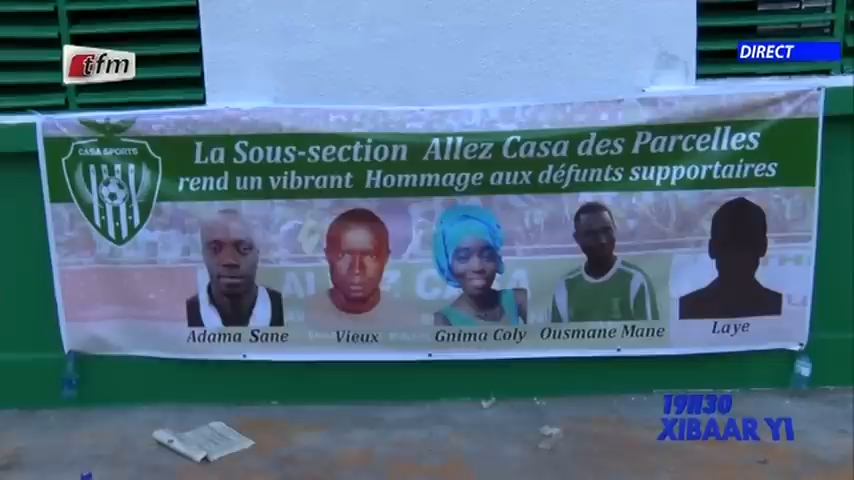 tfm
DIRECT
CASA SPORTS
La Sous-section Allez Casa des Parcelles
rend un vibrant Hommage aux défunts supportaires
Adama Sane
Vieux
Gnima Coly
Ousmane Mane
Laye
19H30
XIBAAR YI